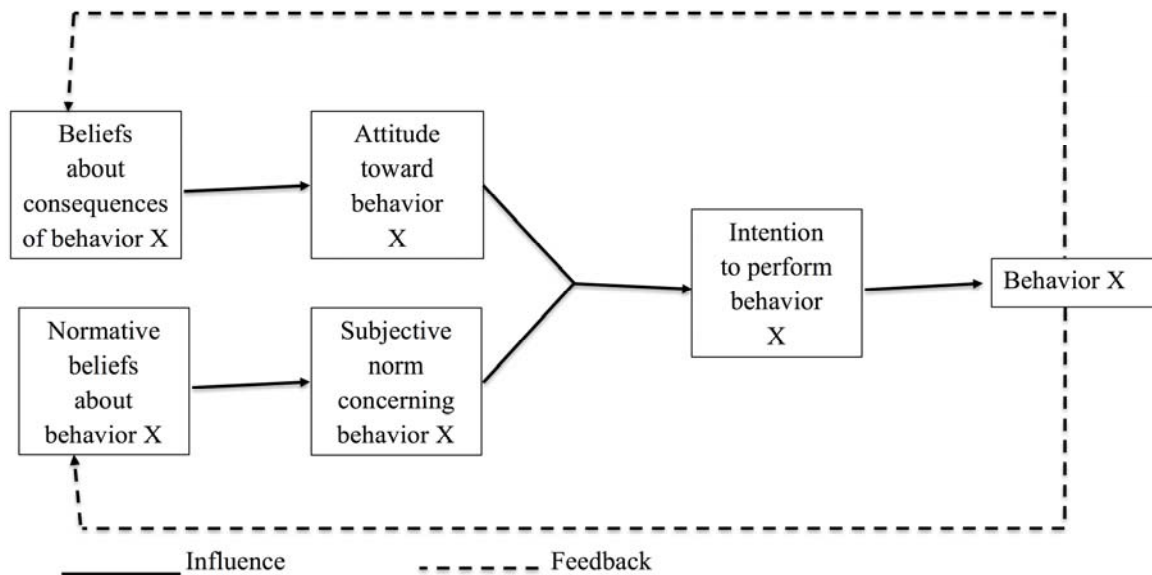 Beliefs
about
consequences
of behavior X
Attitude
toward
behavior
X
Normative
beliefs
about
behavior X
Subjective
norm
concerning
behavior X
Intention
to perform
behavior
X
Behavior X
Influence
Feedback